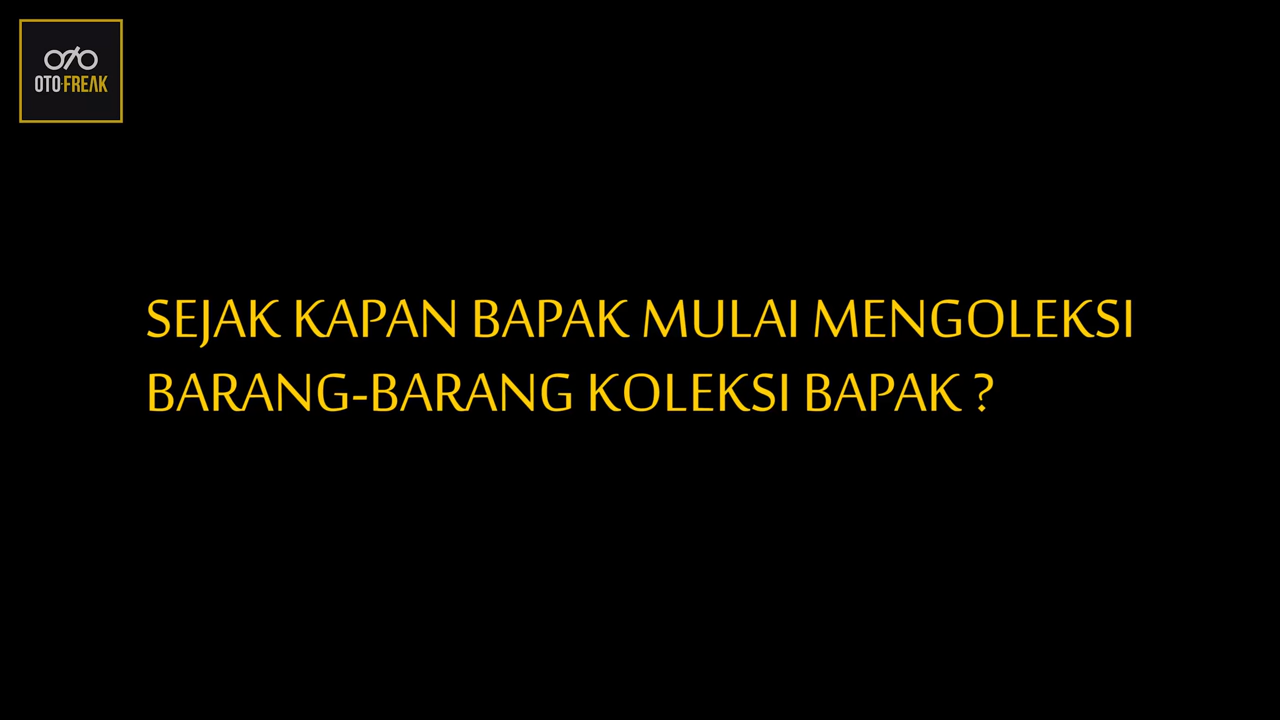 OTO·FREAK
SEJAK KAPAN BAPAK MULAI MENGOLEKSI
BARANG-BARANG KOLEKSI BAPAK ?